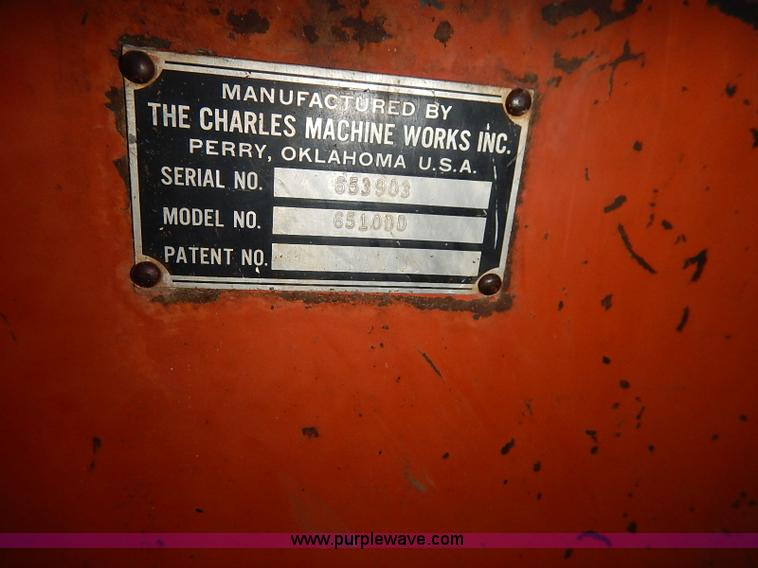 MANUFACTURED BY
THE CHARLES MACHINE WORKS INC.
PERRY, OKLAHOMA U.S.A.
SERIAL NO. 653903
MODEL NO. 651000
PATENT NO.
www.purplewave.com